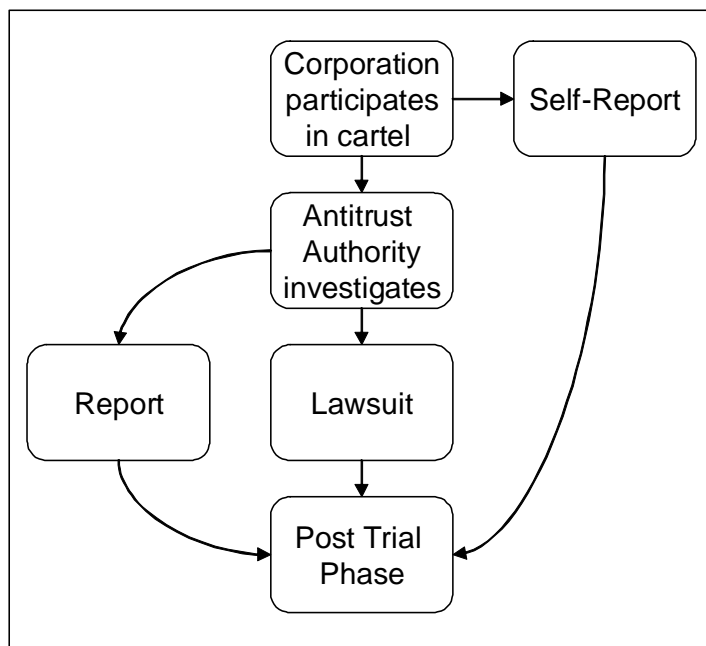 Corporation
participates
in cartel
Self-Report
Antitrust
Authority
investigates
Report
Lawsuit
Post Trial
Phase